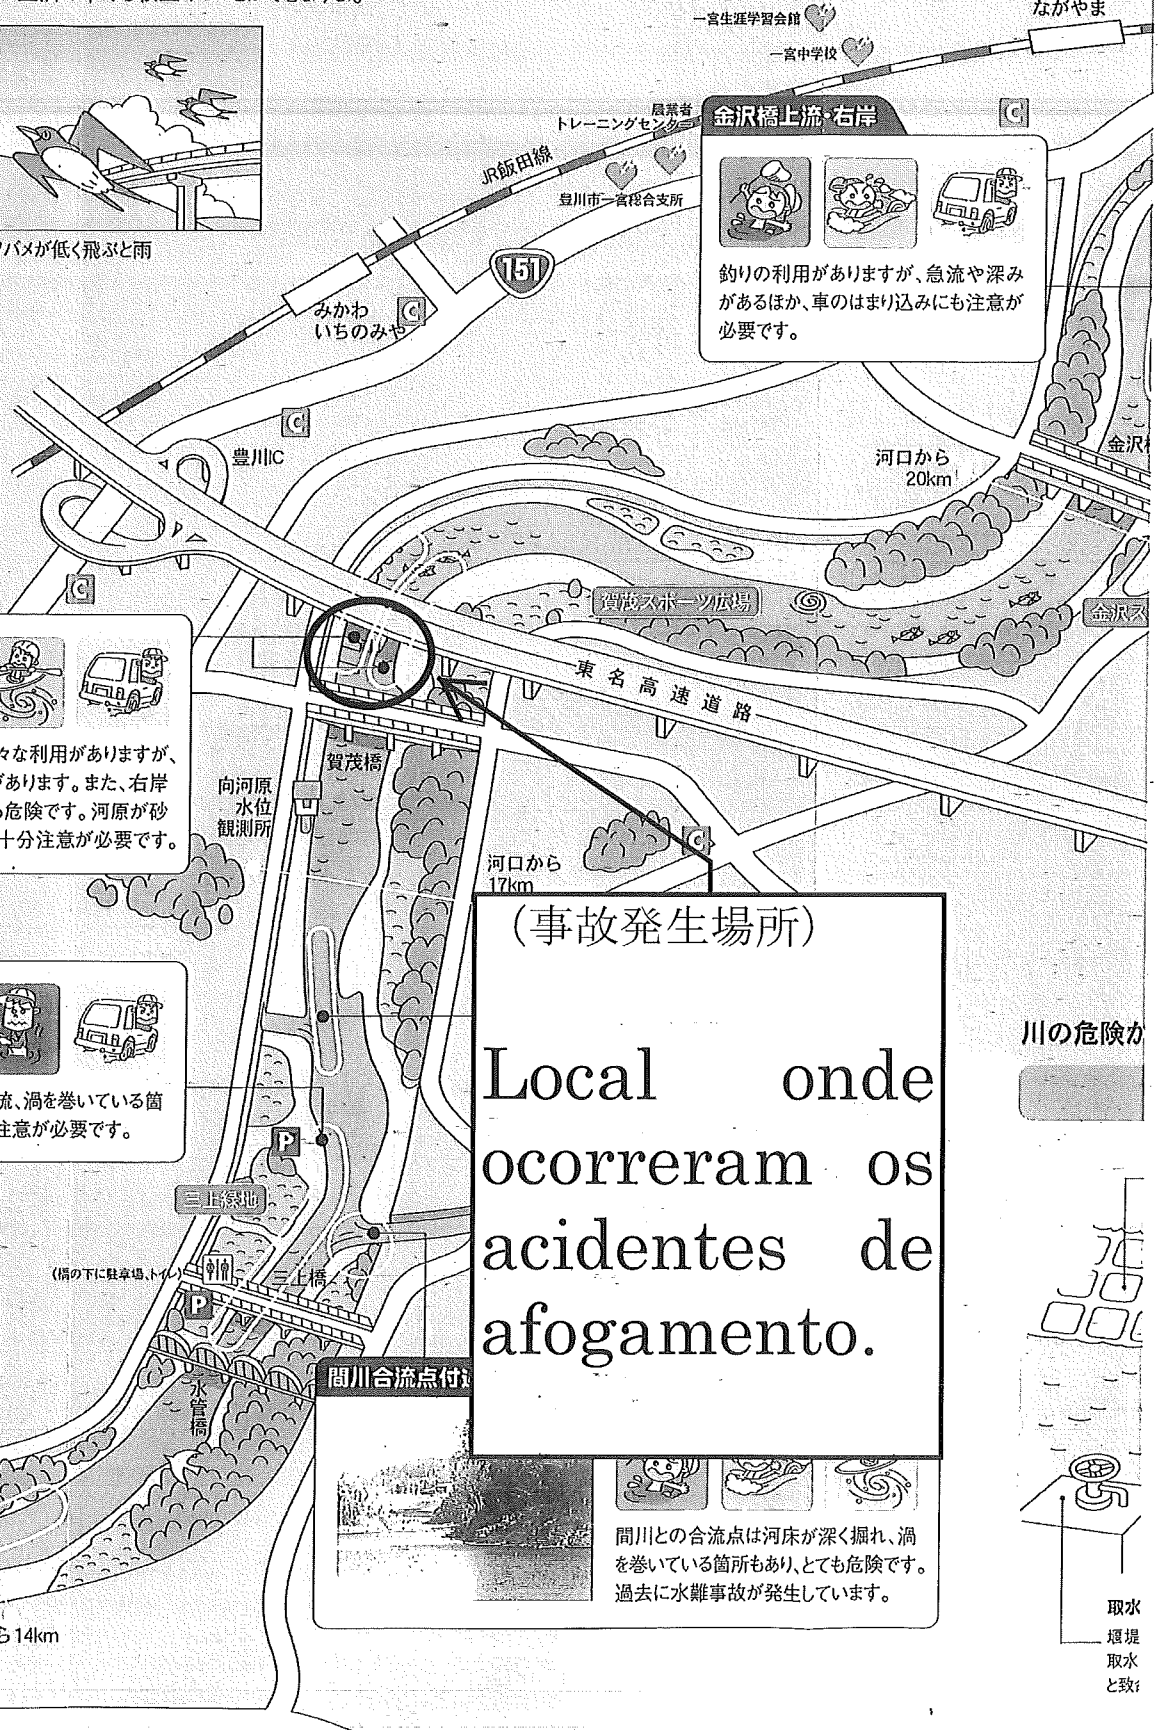 一宮生涯学習会館
ながやま
一宮中学校
農業者
トレーニングセンター
金沢橋上流・右岸
C
JR飯田線
豊川市一宮総合支所
釣りの利用がありますが、急流や深み
があるほか、車のはまり込みにも注意が
必要です。
バメが低く飛ぶと雨
151
みかわ
いちのみや
C
C
豊川IC
河口から
20km
金沢
C
賀茂スポーツ広場
金沢ス
東名高速道路
々な利用がありますが、
があります。また、右岸
危険です。河原が砂
十分注意が必要です。
賀茂橋
向河原
水位
観測所
C
河口から
17km
(事故発生場所)
Local onde
ocorreram os
acidentes de
afogamento.
川の危険か
流、渦を巻いている箇
注意が必要です。
P
三上緑地
(橋の下に駐車場、トイレ)
三上橋
P
水管橋
間川合流点付近
間川との合流点は河床が深く掘れ、渦
を巻いている箇所もあり、とても危険です。
過去に水難事故が発生しています。
ら14km
取水
堰堤
取水